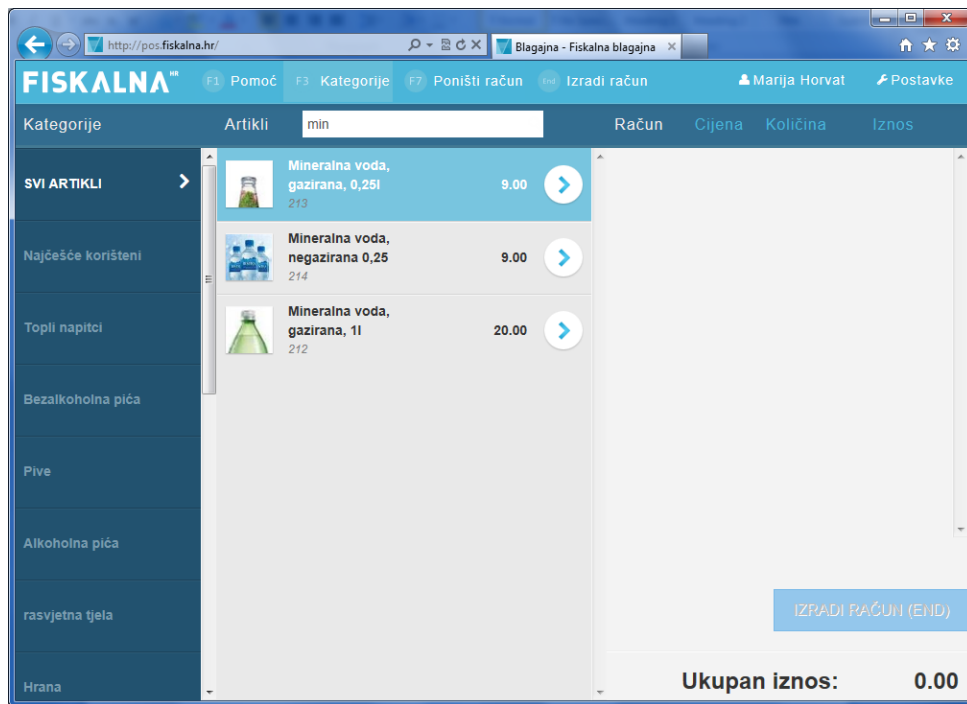 http://pos.fiskalna.hr/
Blagajna - Fiskalna blagajna
FISKALNA HR
F1 Pomoć
F3 Kategorije
F7 Poništi račun
End Izradi račun
Marija Horvat
Postavke
Kategorije
Artikli
min
Račun
Cijena
Količina
Iznos
SVI ARTIKLI
Najčešće korišteni
Topli napitci
Bezalkoholna pića
Pive
Alkoholna pića
rasvjetna tjela
Hrana
Mineralna voda,
gazirana, 0,25l
9.00
213
Mineralna voda,
negazirana 0,25
9.00
214
Mineralna voda,
gazirana, 1l
20.00
212
IZRADI RAČUN (END)
Ukupan iznos: 0.00